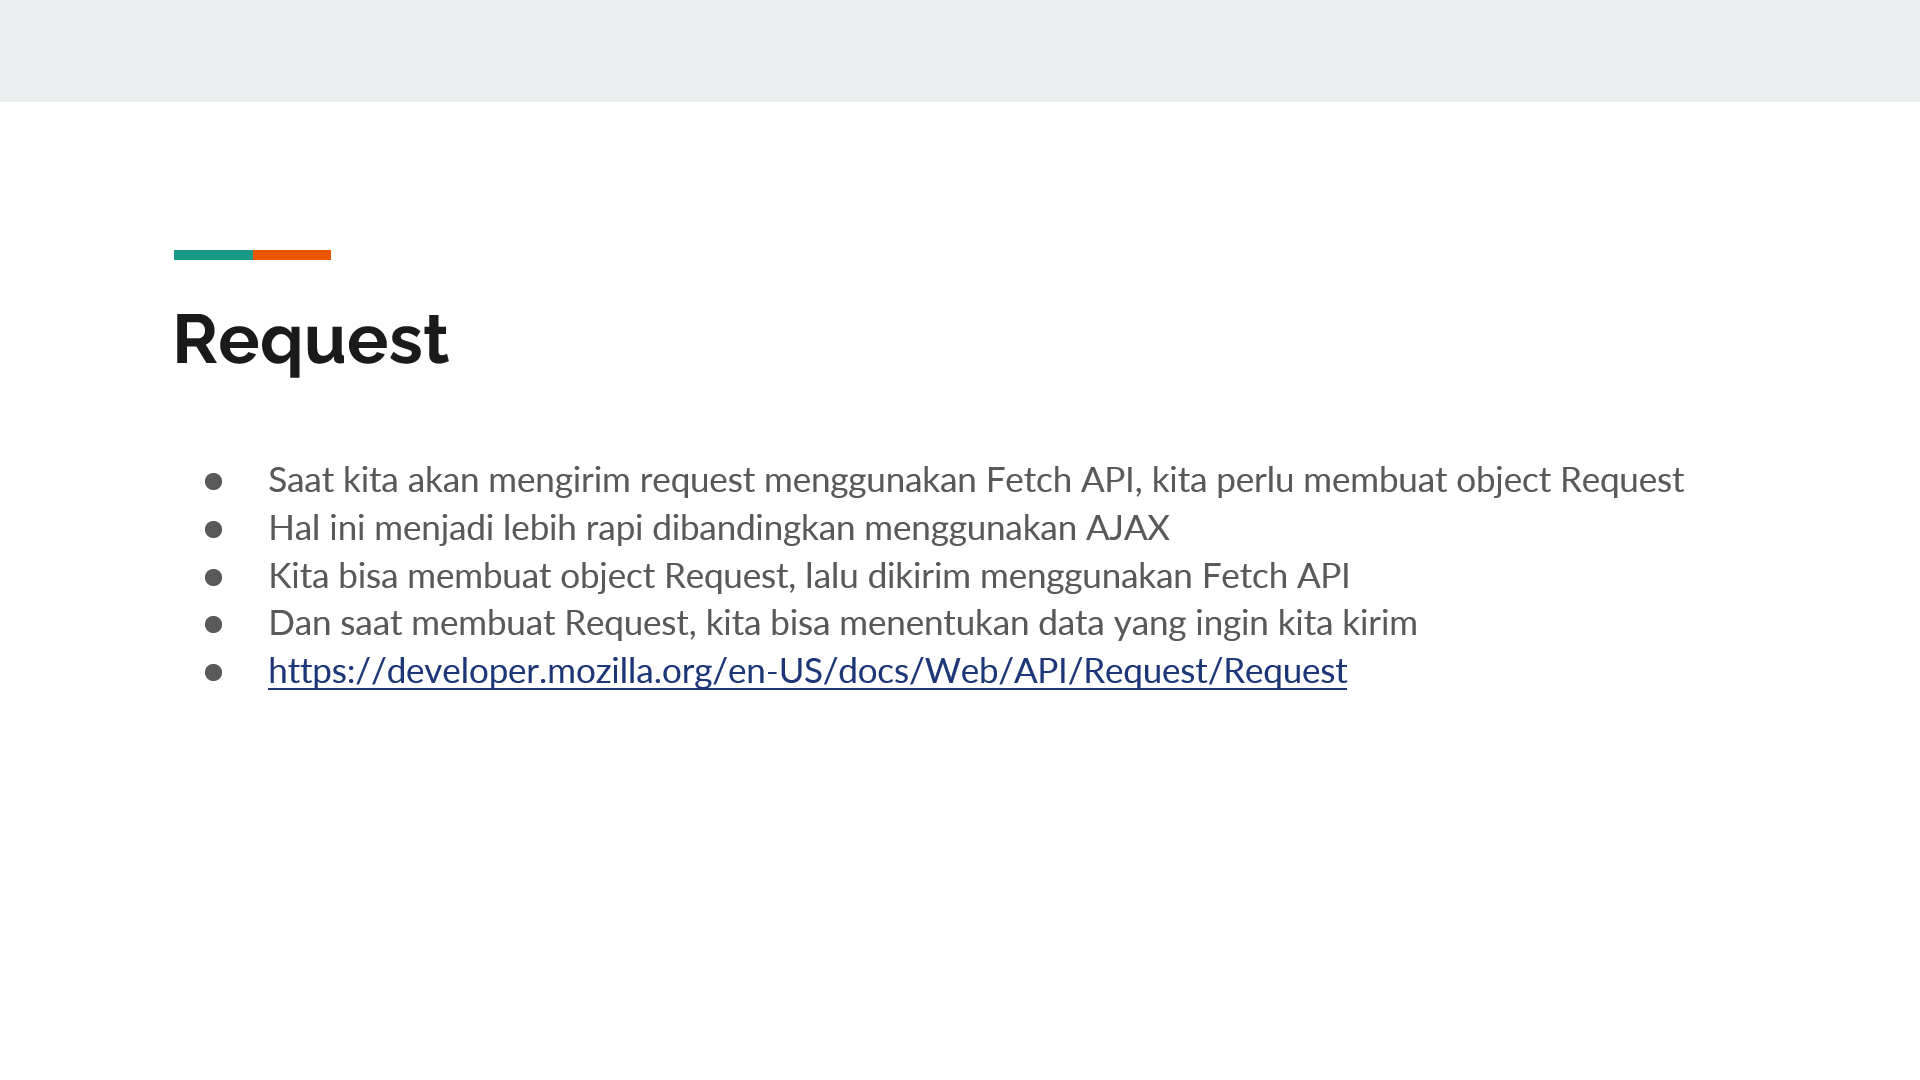 Request
● Saat kita akan mengirim request menggunakan Fetch API, kita perlu membuat object Request
● Hal ini menjadi lebih rapi dibandingkan menggunakan AJAX
● Kita bisa membuat object Request, lalu dikirim menggunakan Fetch API
● Dan saat membuat Request, kita bisa menentukan data yang ingin kita kirim
● https://developer.mozilla.org/en-US/docs/Web/API/Request/Request